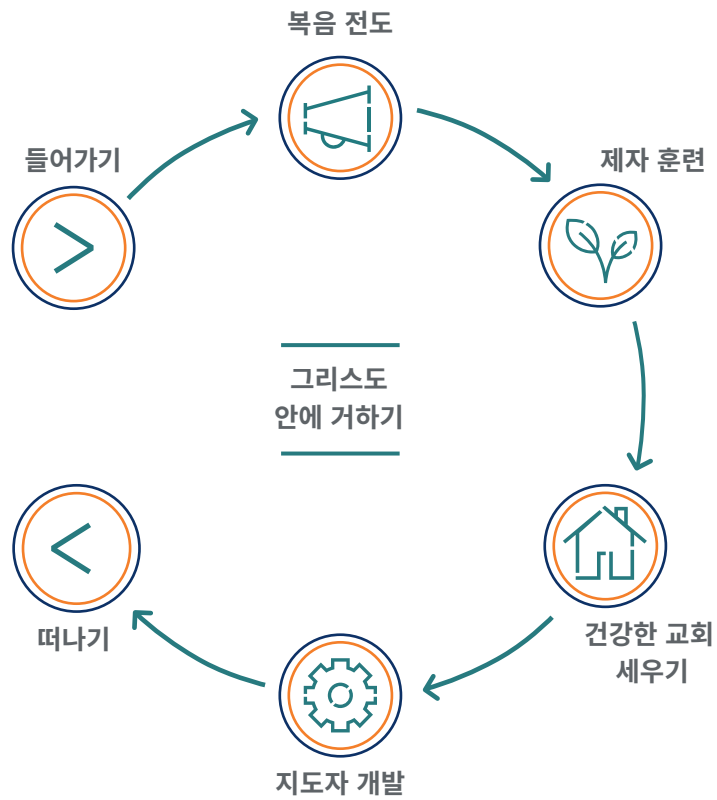 복음 전도
들어가기
제자 훈련
그리스도
안에 거하기
떠나기
건강한 교회
세우기
지도자 개발